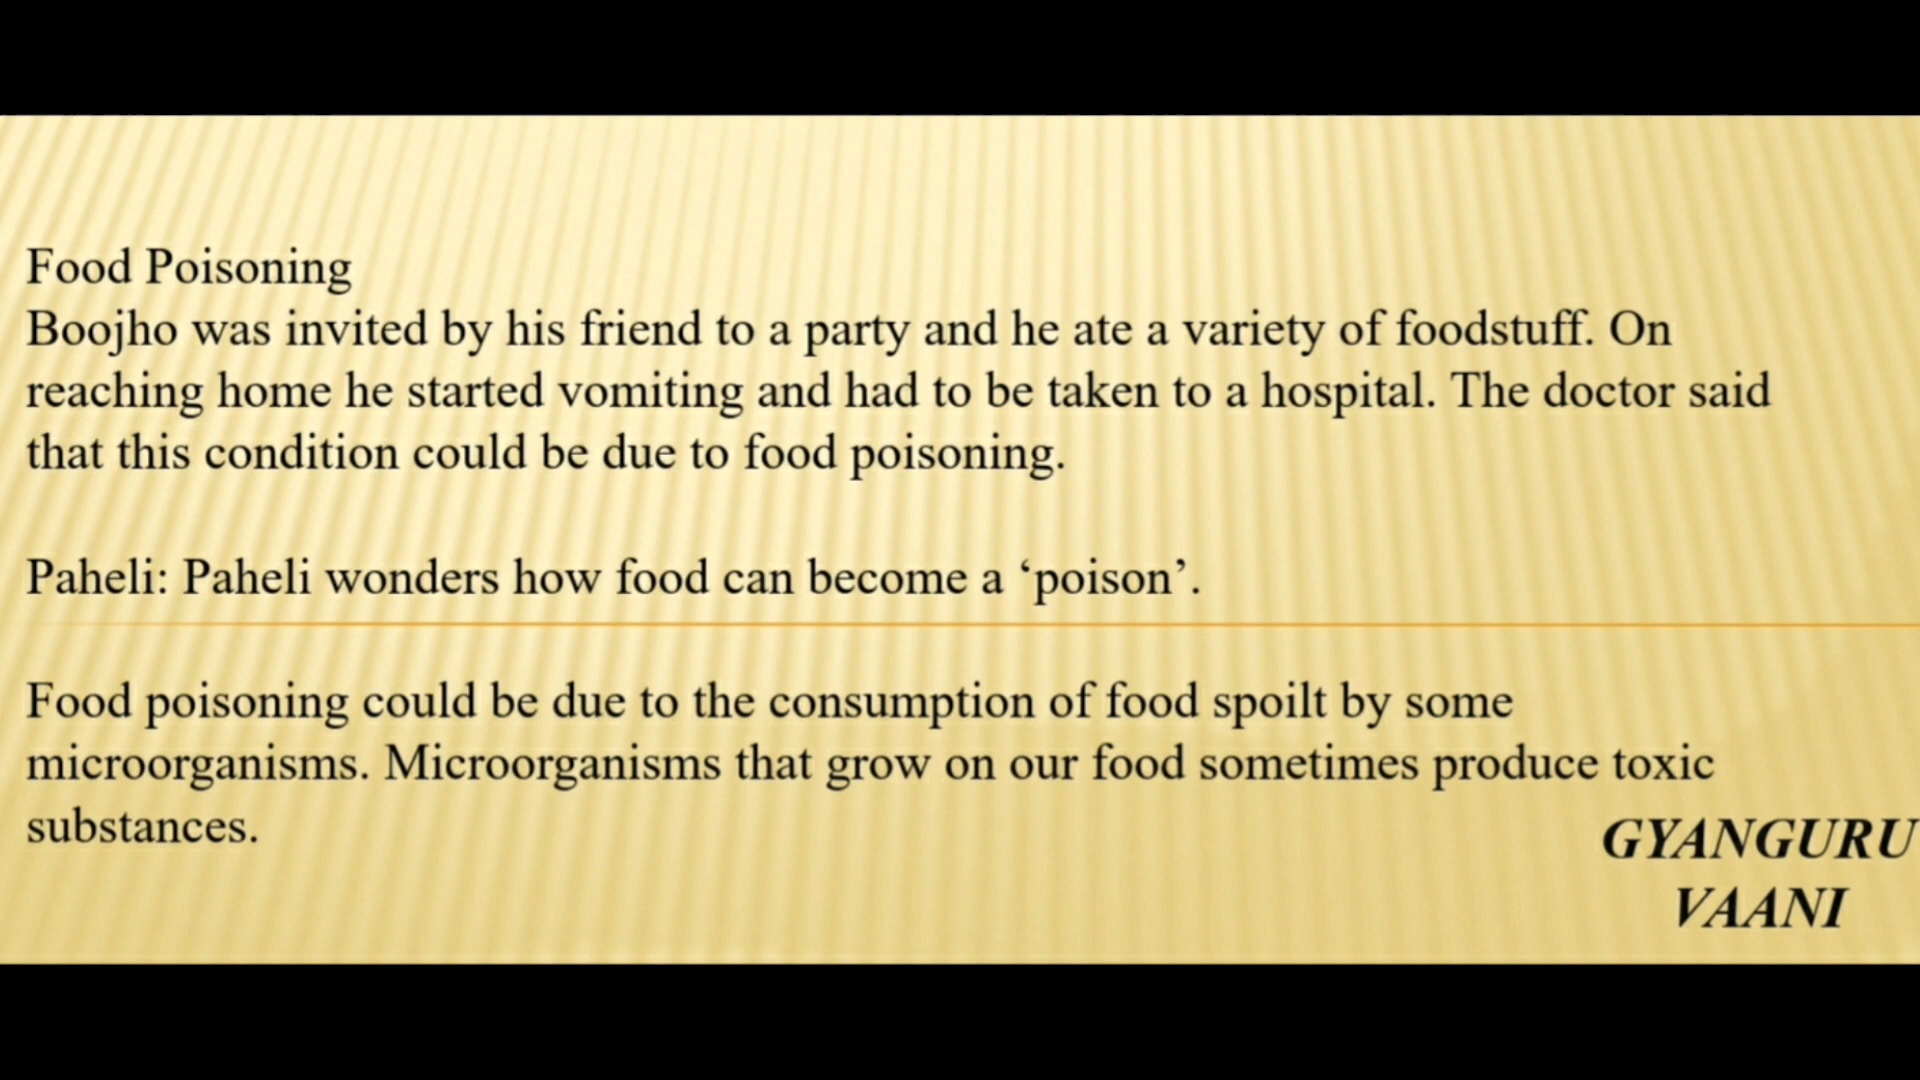 Food Poisoning
Boojho was invited by his friend to a party and he ate a variety of foodstuff. On
reaching home he started vomiting and had to be taken to a hospital. The doctor said
that this condition could be due to food poisoning.
Paheli: Paheli wonders how food can become a ‘poison’.
Food poisoning could be due to the consumption of food spoilt by some
microorganisms. Microorganisms that grow on our food sometimes produce toxic
substances.
GYANGURU
VAANI